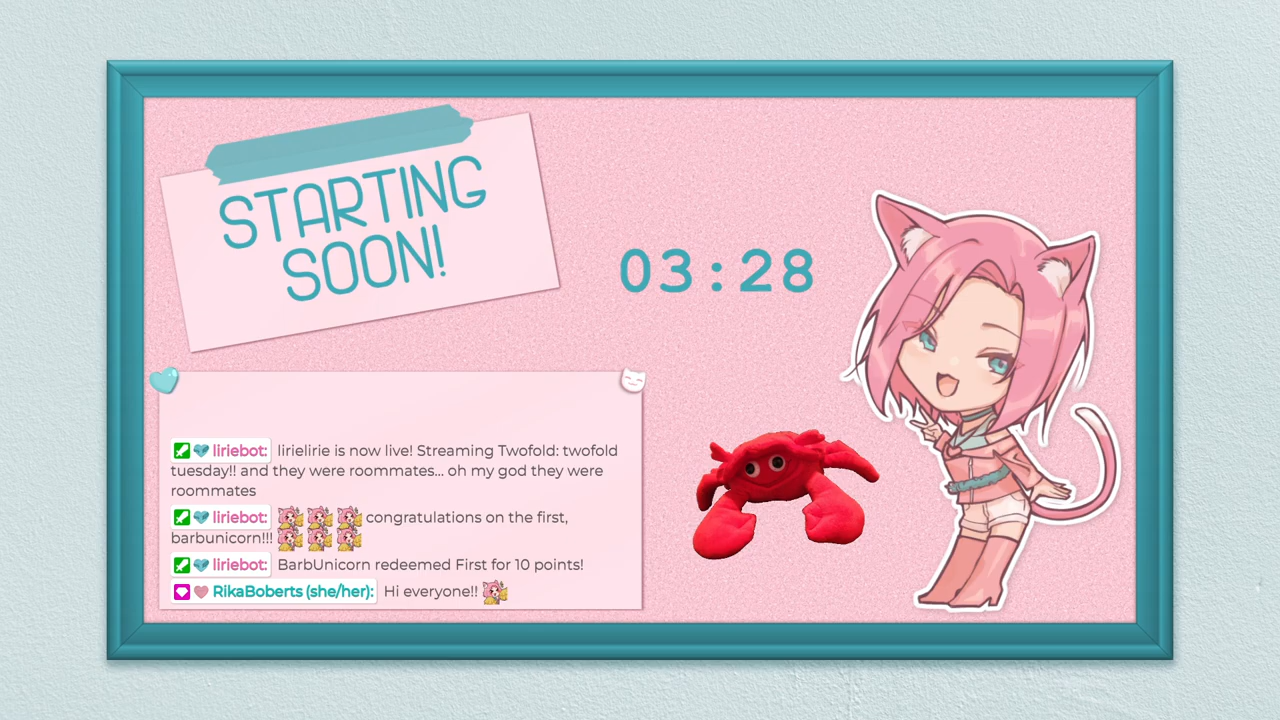 STARTING
SOON!
03:28
liriebot: lirielirie is now live! Streaming Twofold: twofold
tuesday!! and they were roommates... oh my god they were
roommates
liriebot: congratulations on the first,
barbunicorn!!!
liriebot: BarbUnicorn redeemed First for 10 points!
RikaBoberts (she/her): Hi everyone!!